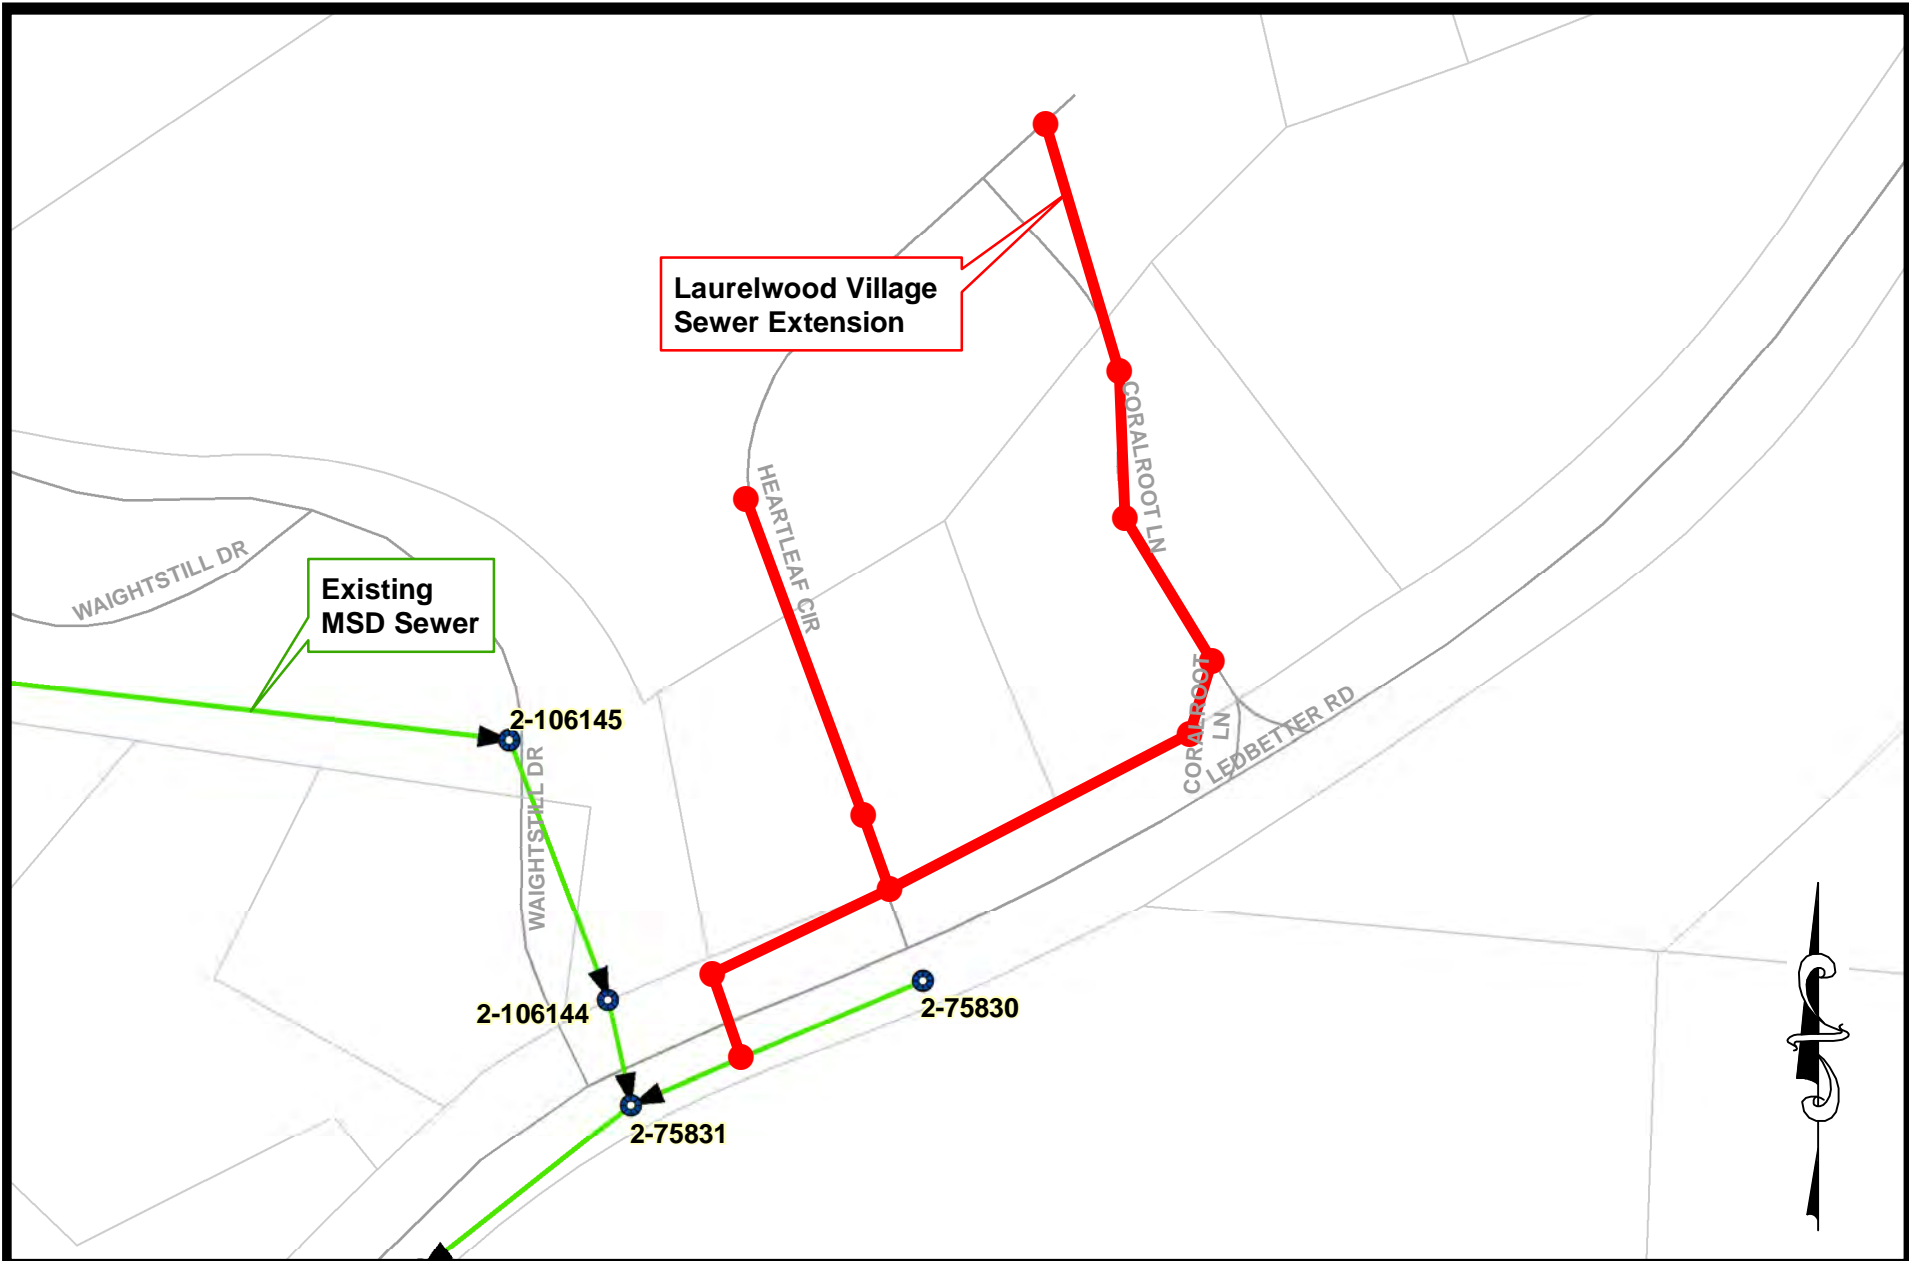 Laurelwood Village
Sewer Extension
CORALROOT LN
HEARTLEAF CIR
WAIGHTSTILL DR
Existing
MSD Sewer
CORALROOT
LN
LEDBETTER RD
2-106145
WAIGHTSTILL DR
2-106144
2-75830
2-75831